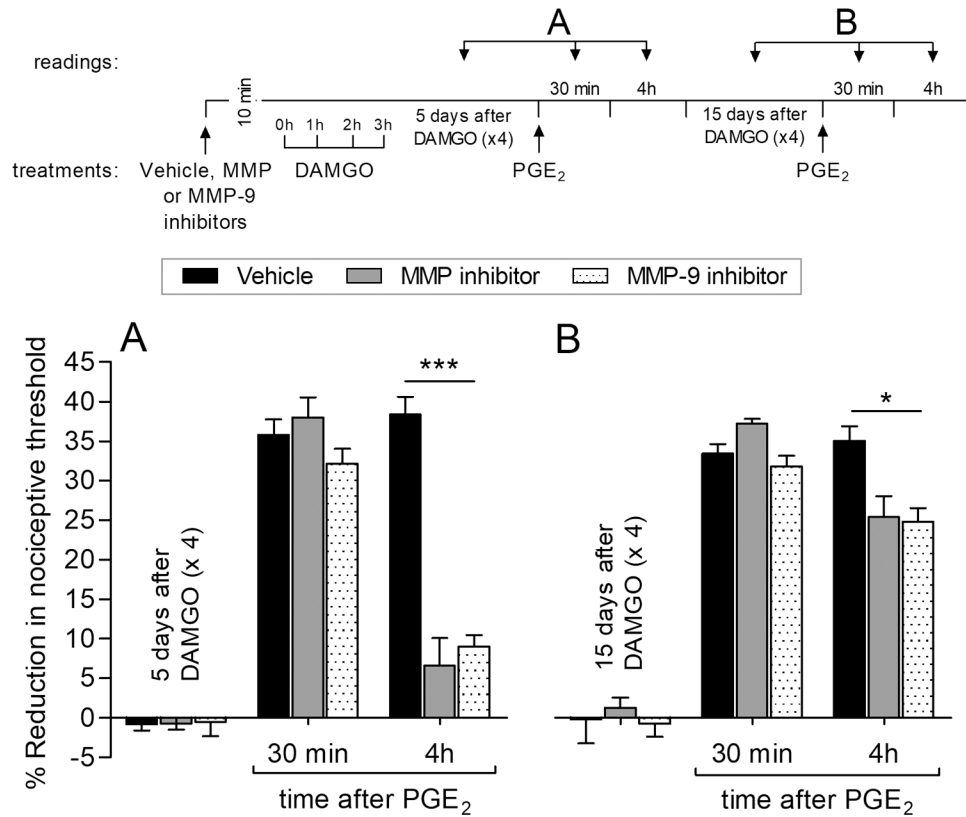 A
B
readings:
10 min
30 min
4h
30 min
4h
0h 1h 2h 3h
5 days after
DAMGO (x4)
15 days after
DAMGO (x4)
treatments:
Vehicle, MMP
or MMP-9
inhibitors
DAMGO
PGE₂
PGE₂
Vehicle
MMP inhibitor
MMP-9 inhibitor
A
% Reduction in nociceptive threshold
45
40
35
30
25
20
15
10
5
0
-5
***
5 days after
DAMGO (x 4)
30 min
4h
time after PGE₂
B
*
15 days after
DAMGO (x 4)
30 min
4h
time after PGE₂